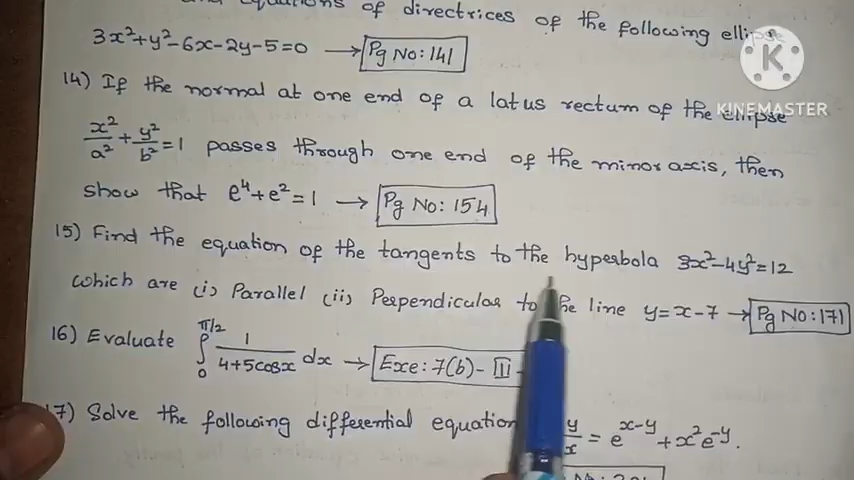 and equations of directrices of the following ellipse
3x²+y²-6x-2y-5=0 → Pg No: 141
14) If the normal at one end of a latus rectum of the ellipse
x²/a² + y²/b² = 1 passes through one end of the minor axis, then
show that e⁴+e²=1 → Pg No: 154
15) Find the equation of the tangents to the hyperbola 3x²-4y²=12
which are (i) Parallel (ii) Perpendicular to the line y=x-7 → Pg No: 171
16) Evaluate ∫₀^(π/2) 1/(4+5cosx) dx → Exe: 7(b)-III
17) Solve the following differential equation y/x = e^(x-y) + x²e^(-y).
K
KINEMASTER